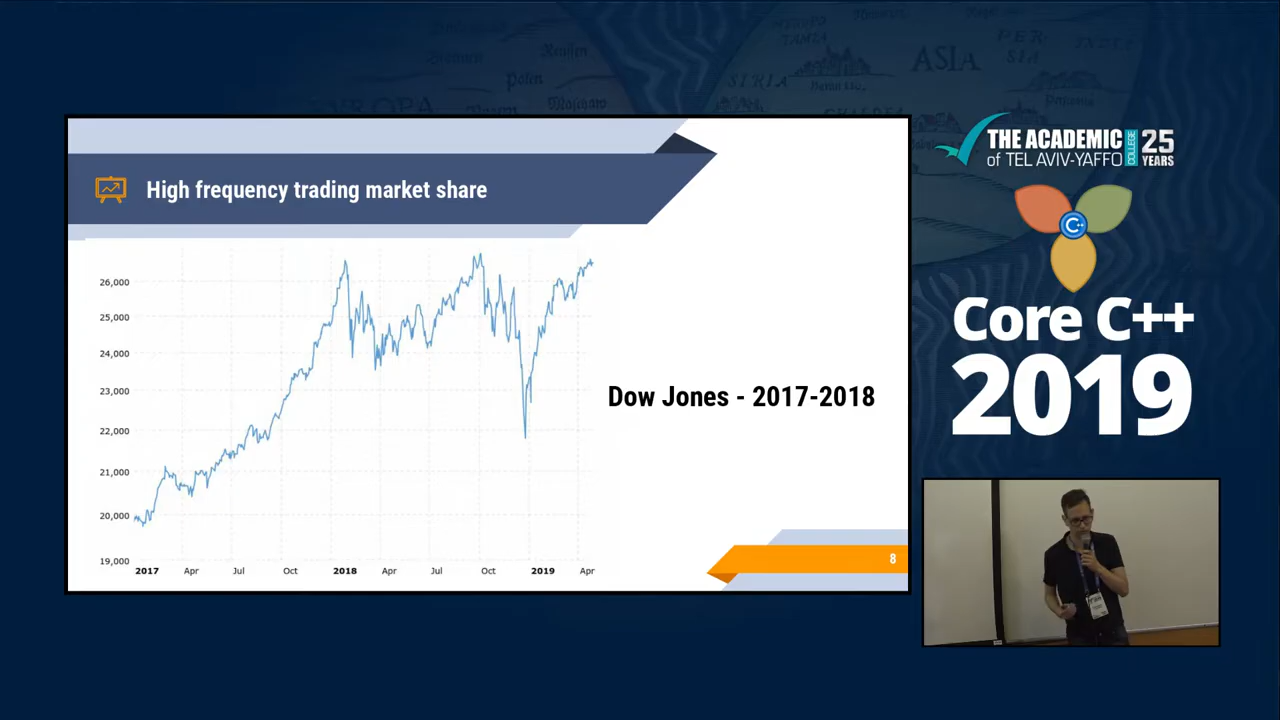 EVROPA
ASIA
SYRIA
THE ACADEMIC
of TEL AVIV-YAFFO
COLLEGE
25
YEARS
High frequency trading market share
C++
Core C++
2019
26,000
25,000
24,000
23,000
22,000
21,000
20,000
19,000
2017 Apr Jul Oct 2018 Apr Jul Oct 2019 Apr
Dow Jones - 2017-2018
8